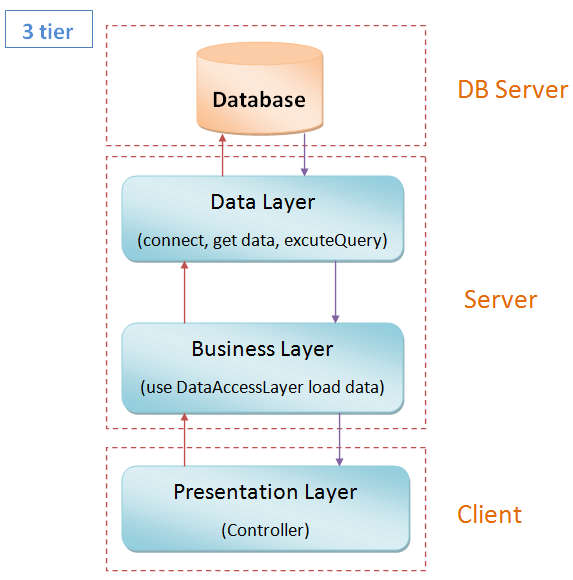 3 tier
Database
DB Server
Data Layer
(connect, get data, excuteQuery)
Server
Business Layer
(use DataAccessLayer load data)
Presentation Layer
(Controller)
Client